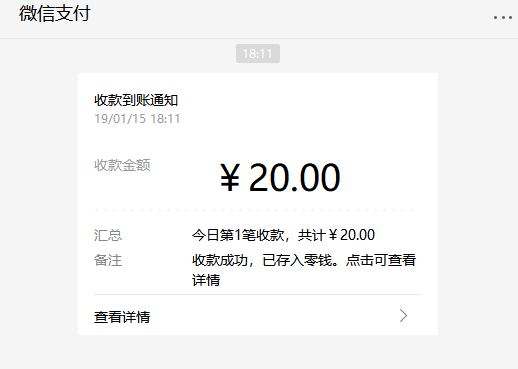 微信支付
18:11
收款到账通知
19/01/15 18:11
收款金额
￥20.00
汇总 今日第1笔收款，共计￥20.00
备注 收款成功，已存入零钱。点击可查看
详情
查看详情